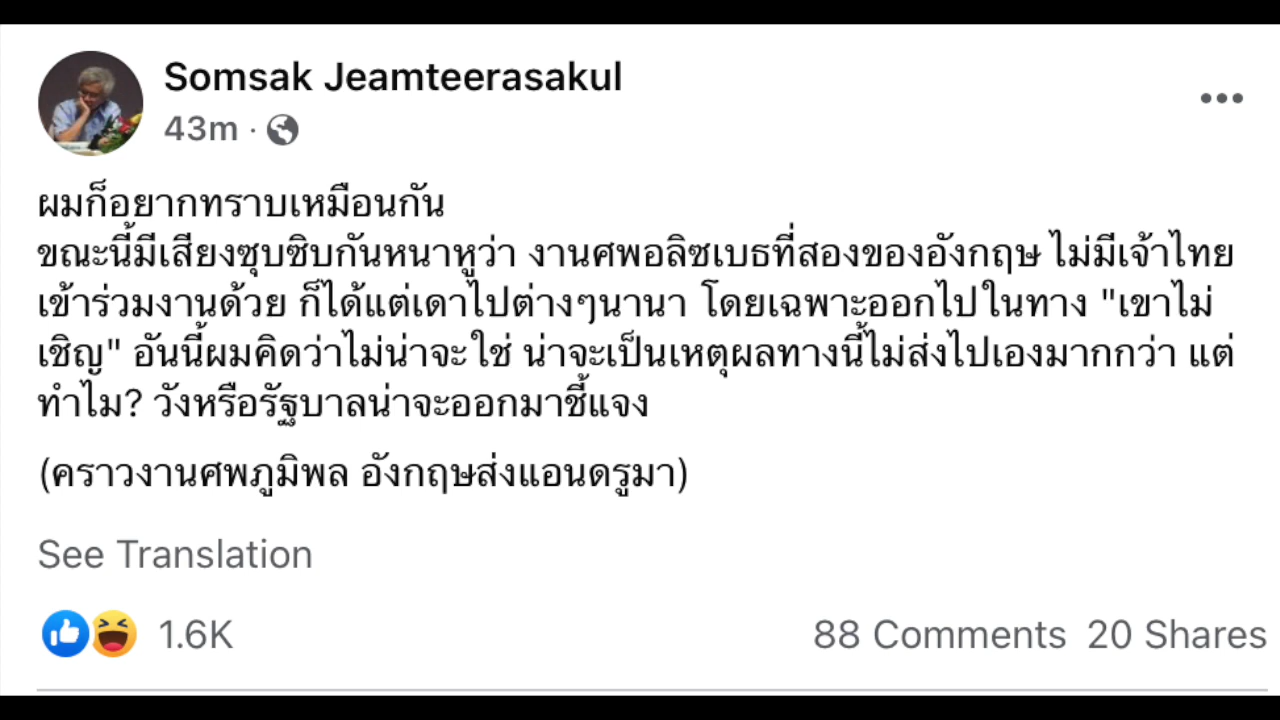 Somsak Jeamteerasakul
43m ·
ผมก็อยากทราบเหมือนกัน
ขณะนี้มีเสียงซุบซิบกันหนาหูว่า งานศพอลิซเบธที่สองของอังกฤษ ไม่มีเจ้าไทย
เข้าร่วมงานด้วย ก็ได้แต่เดาไปต่างๆนานา โดยเฉพาะออกไปในทาง "เขาไม่
เชิญ" อันนี้ผมคิดว่าไม่น่าจะใช่ น่าจะเป็นเหตุผลทางนี้ไม่ส่งไปเองมากกว่า แต่
ทำไม? วังหรือรัฐบาลน่าจะออกมาชี้แจง
(คราวงานศพภูมิพล อังกฤษส่งแอนดรูมา)
See Translation
1.6K 88 Comments 20 Shares